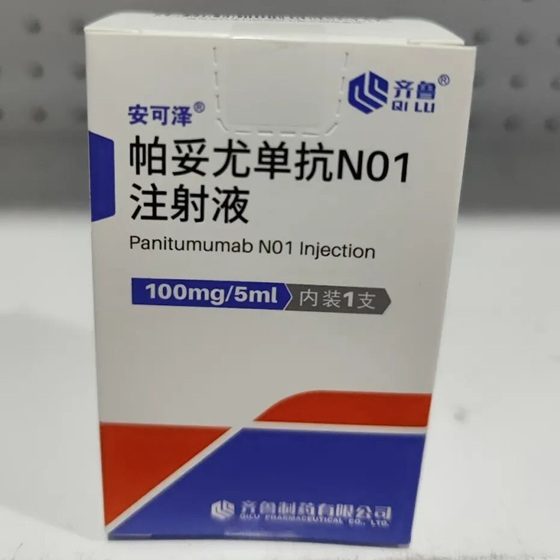 齐鲁®
QI LU
安可泽®
帕妥尤单抗N01
注射液
Panitumumab N01 Injection
100mg/5ml 内装1支
齐鲁制药有限公司
QILU PHARMACEUTICAL CO., LTD.